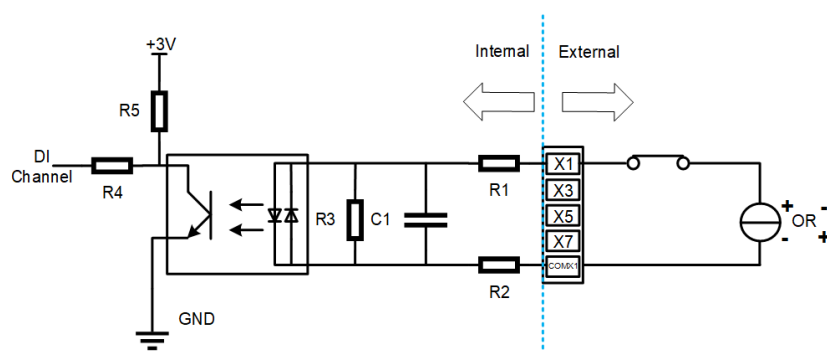 +3V
Internal
External
R5
DI
Channel
R4
R3
C1
R1
X1
X3
X5
X7
COMX1
R2
+ -
OR
- +
GND